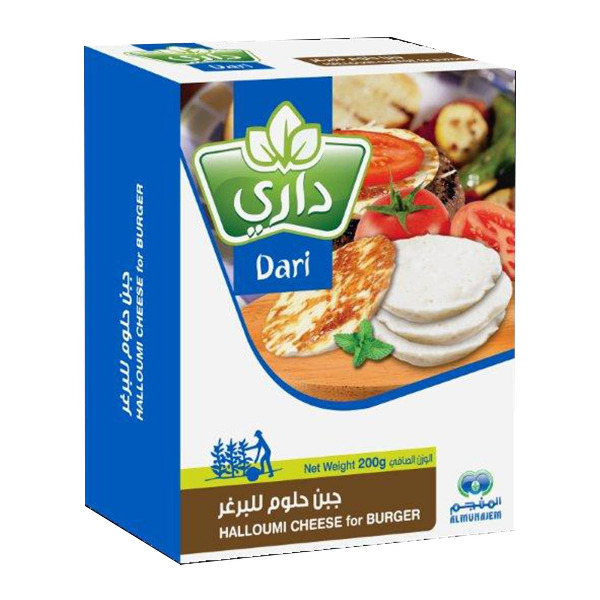 داري
Dari
Net Weight 200g الوزن الصافي
جبن حلوم للبرغر
HALLOUMI CHEESE for BURGER
المنجم
ALMUNAJEM
جبن حلوم للبرغر
HALLOUMI CHEESE for BURGER